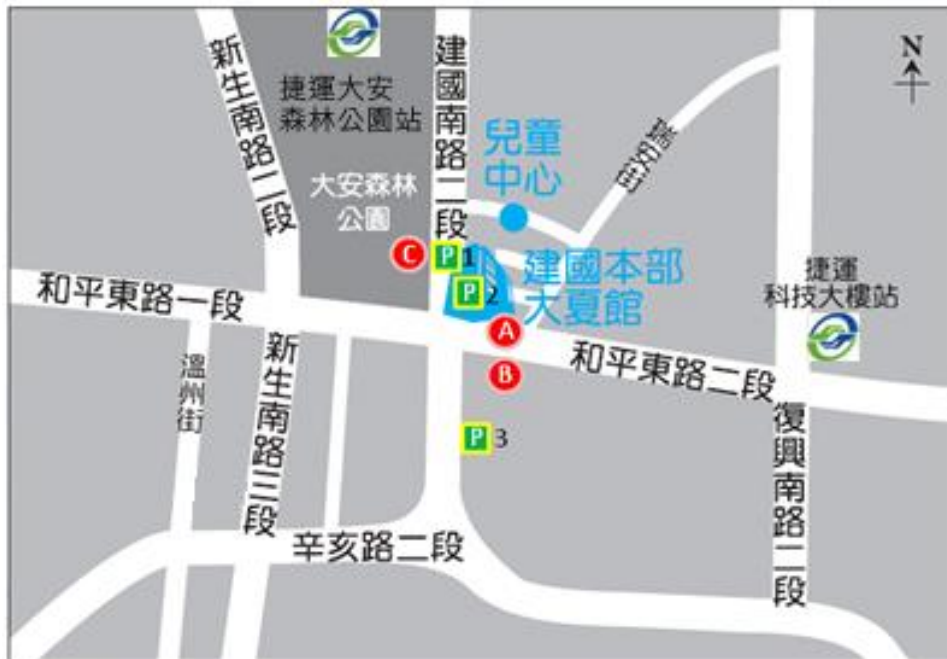 新生南路二段
捷運大安
森林公園站
建國南路二段
N
兒童
中心
瑞安街
大安森林
公園
C
P 1
P 2
建國本部
大夏館
捷運
科技大樓站
A
B
和平東路一段
和平東路二段
溫州街
新生南路三段
P 3
復興南路二段
辛亥路二段